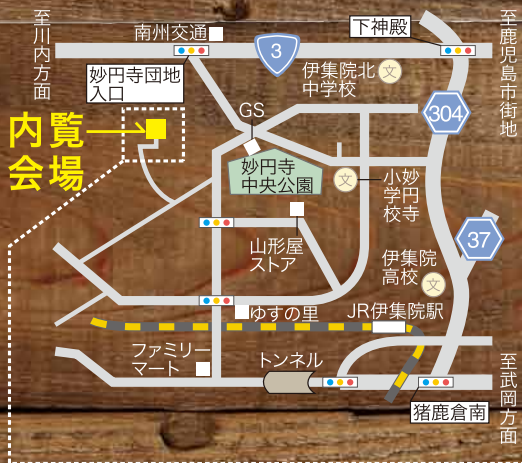 至川内方面
南州交通
3
下神殿
至鹿児島市街地
妙円寺団地
入口
伊集院北
中学校
文
GS
304
内覧
会場
妙円寺
中央公園
文
妙円寺
小学校
37
山形屋
ストア
伊集院
高校
文
ゆすの里
JR伊集院駅
ファミリー
マート
トンネル
猪鹿倉南
至武岡方面